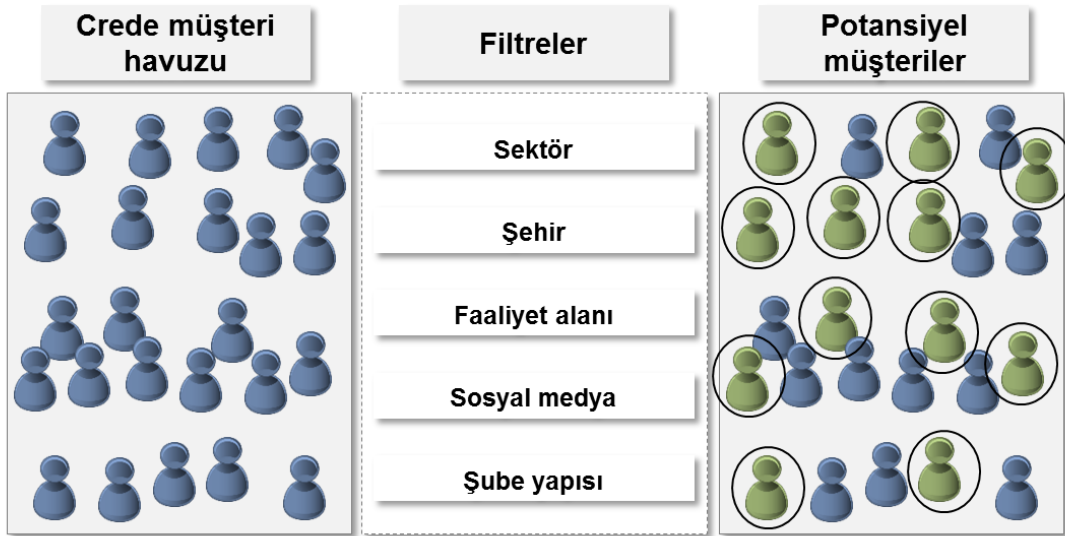 Crede müşteri
havuzu
Filtreler
Potansiyel
müşteriler
Sektör
Şehir
Faaliyet alanı
Sosyal medya
Şube yapısı